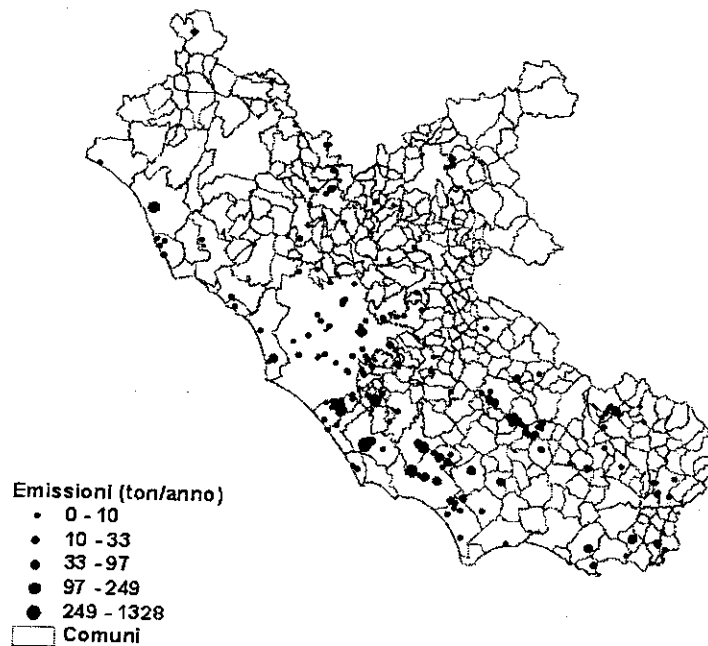 Emissioni (ton/anno)
0 - 10
10 - 33
33 - 97
97 - 249
249 - 1328
Comuni